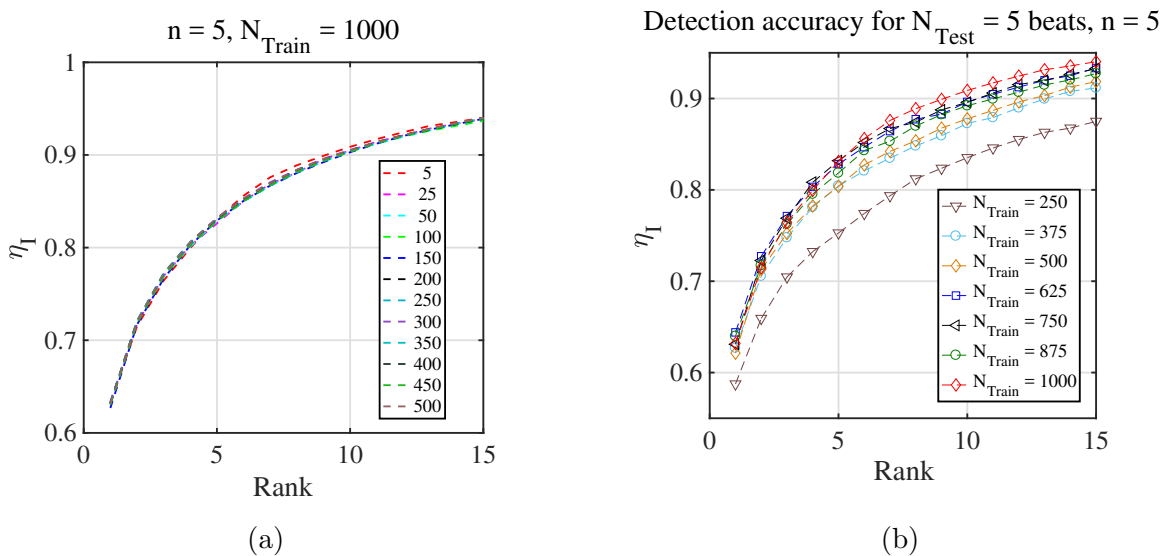 n = 5, N_Train = 1000
1
0.9
0.8
0.7
0.6
η_I
0
5
10
15
Rank
5
25
50
100
150
200
250
300
350
400
450
500
(a)
Detection accuracy for N_Test = 5 beats, n = 5
0.9
0.8
0.7
0.6
η_I
0
5
10
15
Rank
N_Train = 250
N_Train = 375
N_Train = 500
N_Train = 625
N_Train = 750
N_Train = 875
N_Train = 1000
(b)